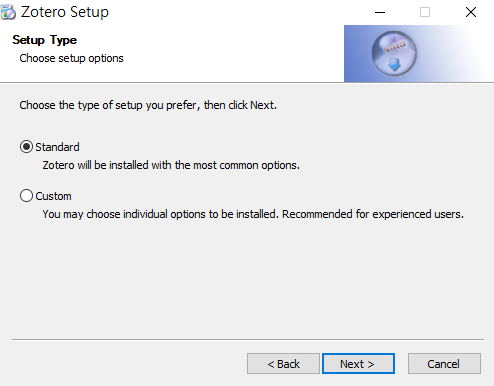 Zotero Setup
Setup Type
Choose setup options
Choose the type of setup you prefer, then click Next.
Standard
Zotero will be installed with the most common options.
Custom
You may choose individual options to be installed. Recommended for experienced users.
< Back
Next >
Cancel